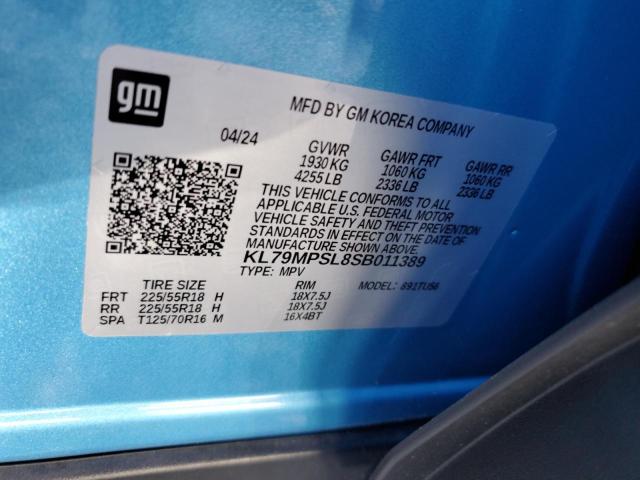 gm
MFD BY GM KOREA COMPANY
04/24
GVWR GAWR FRT GAWR RR
1930 KG 1060 KG 1060 KG
4255 LB 2336 LB 2336 LB
THIS VEHICLE CONFORMS TO ALL
APPLICABLE U.S. FEDERAL MOTOR
VEHICLE SAFETY AND THEFT PREVENTION
STANDARDS IN EFFECT ON THE DATE OF
MANUFACTURE SHOWN ABOVE.
KL79MPSL8SB011389
TYPE: MPV
TIRE SIZE RIM MODEL: 891TUS6
FRT 225/55R18 H 18X7.5J
RR 225/55R18 H 18X7.5J
SPA T125/70R16 M 16X4BT